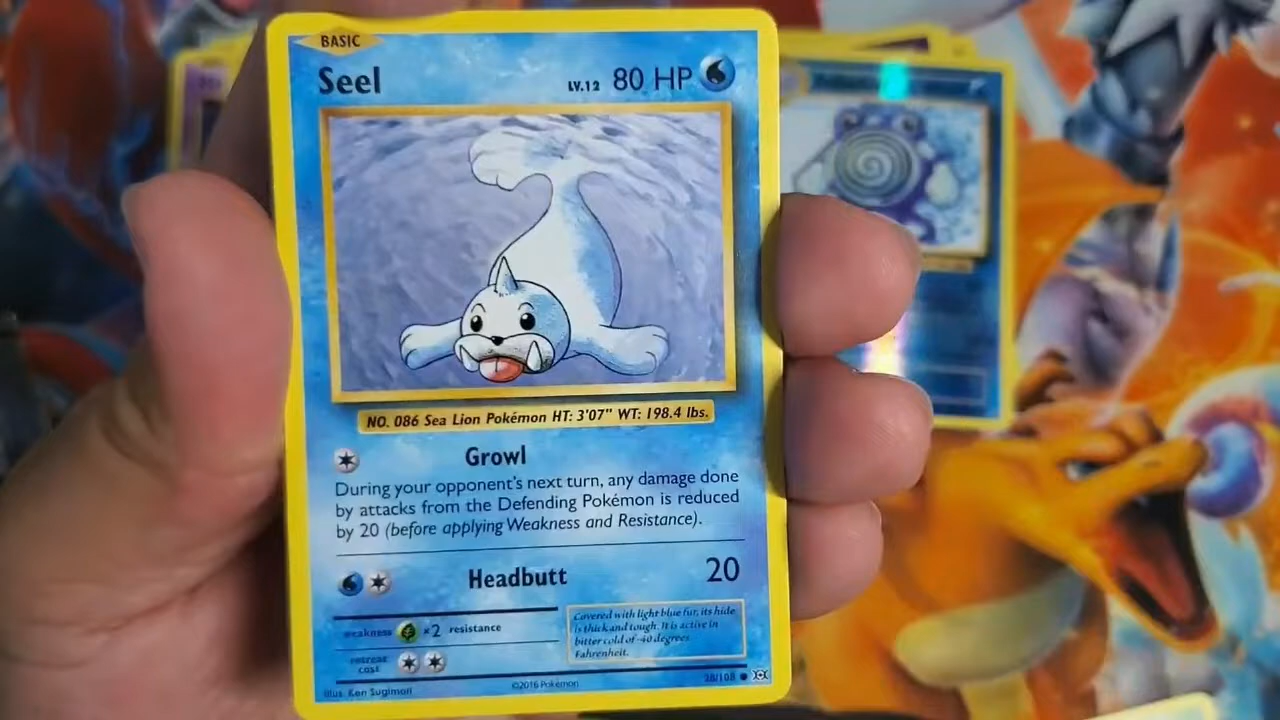 BASIC
Seel
LV.12 80 HP
NO. 086 Sea Lion Pokémon HT: 3'07" WT: 198.4 lbs.
Growl
During your opponent's next turn, any damage done
by attacks from the Defending Pokémon is reduced
by 20 (before applying Weakness and Resistance).
Headbutt 20
weakness ×2 resistance
retreat
cost
Covered with light blue fur, its hide
is thick and tough. It is active in
bitter cold of -40 degrees
Fahrenheit.
Illus. Ken Sugimori
©2016 Pokémon
28/108